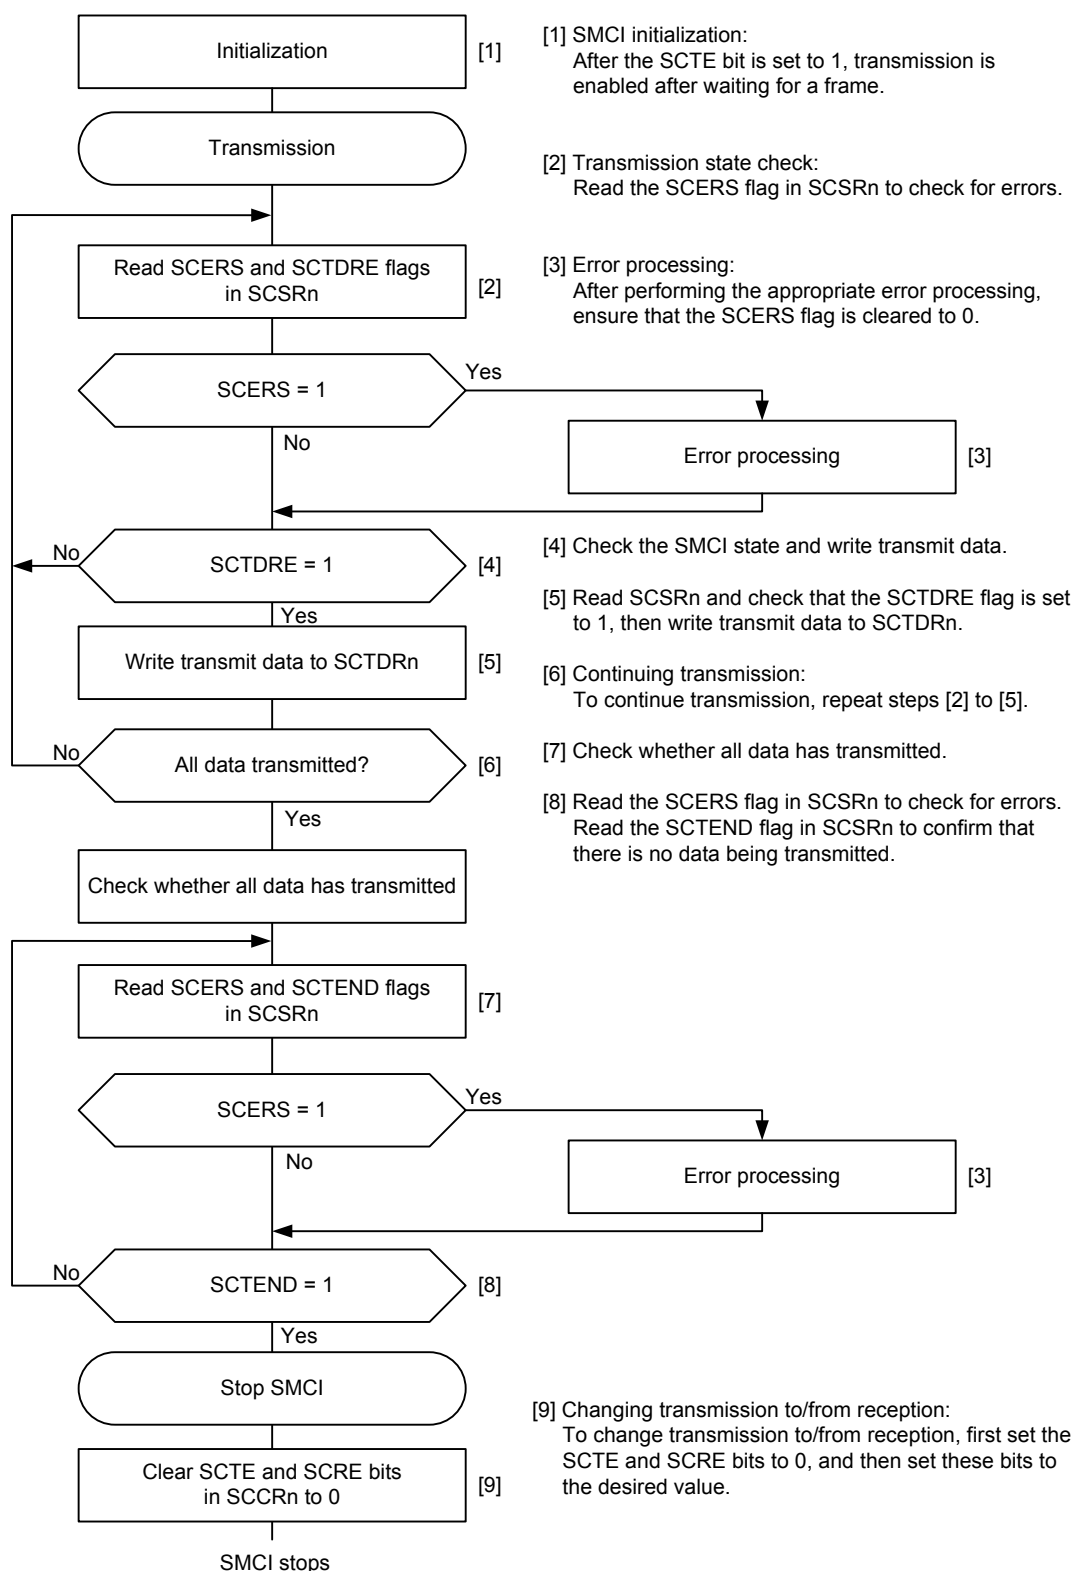 Initialization
[1]
[1] SMCI initialization:
After the SCTE bit is set to 1, transmission is
enabled after waiting for a frame.
Transmission
[2] Transmission state check:
Read the SCERS flag in SCSRn to check for errors.
Read SCERS and SCTDRE flags
in SCSRn
[2]
[3] Error processing:
After performing the appropriate error processing,
ensure that the SCERS flag is cleared to 0.
SCERS = 1
Yes
No
Error processing
[3]
No
SCTDRE = 1
[4]
[4] Check the SMCI state and write transmit data.
Yes
[5] Read SCSRn and check that the SCTDRE flag is set
to 1, then write transmit data to SCTDRn.
Write transmit data to SCTDRn
[5]
[6] Continuing transmission:
To continue transmission, repeat steps [2] to [5].
No
All data transmitted?
[6]
[7] Check whether all data has transmitted.
Yes
[8] Read the SCERS flag in SCSRn to check for errors.
Read the SCTEND flag in SCSRn to confirm that
there is no data being transmitted.
Check whether all data has transmitted
Read SCERS and SCTEND flags
in SCSRn
[7]
SCERS = 1
Yes
No
Error processing
[3]
No
SCTEND = 1
[8]
Yes
Stop SMCI
[9] Changing transmission to/from reception:
To change transmission to/from reception, first set the
SCTE and SCRE bits to 0, and then set these bits to
the desired value.
Clear SCTE and SCRE bits
in SCCRn to 0
[9]
SMCI stops